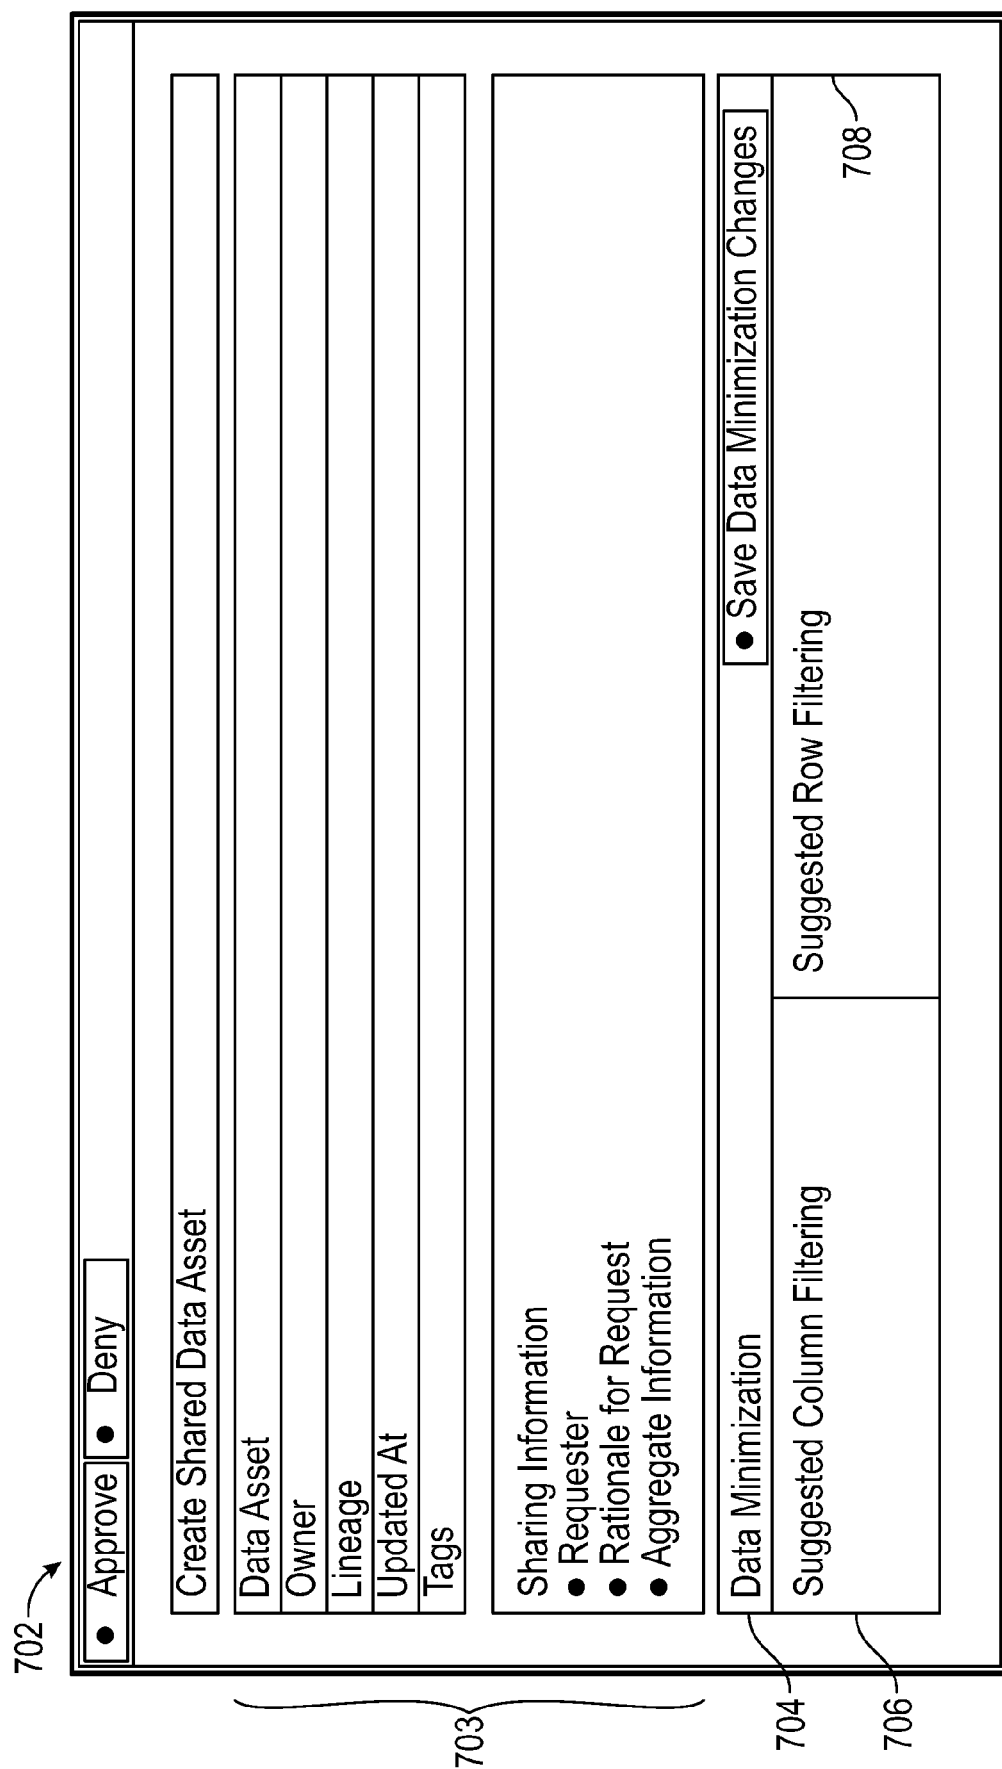 702
● Approve ● Deny
Create Shared Data Asset
Data Asset
Owner
Lineage
Updated At
Tags
703
Sharing Information
● Requester
● Rationale for Request
● Aggregate Information
704
Data Minimization ● Save Data Minimization Changes
706
Suggested Column Filtering Suggested Row Filtering
708